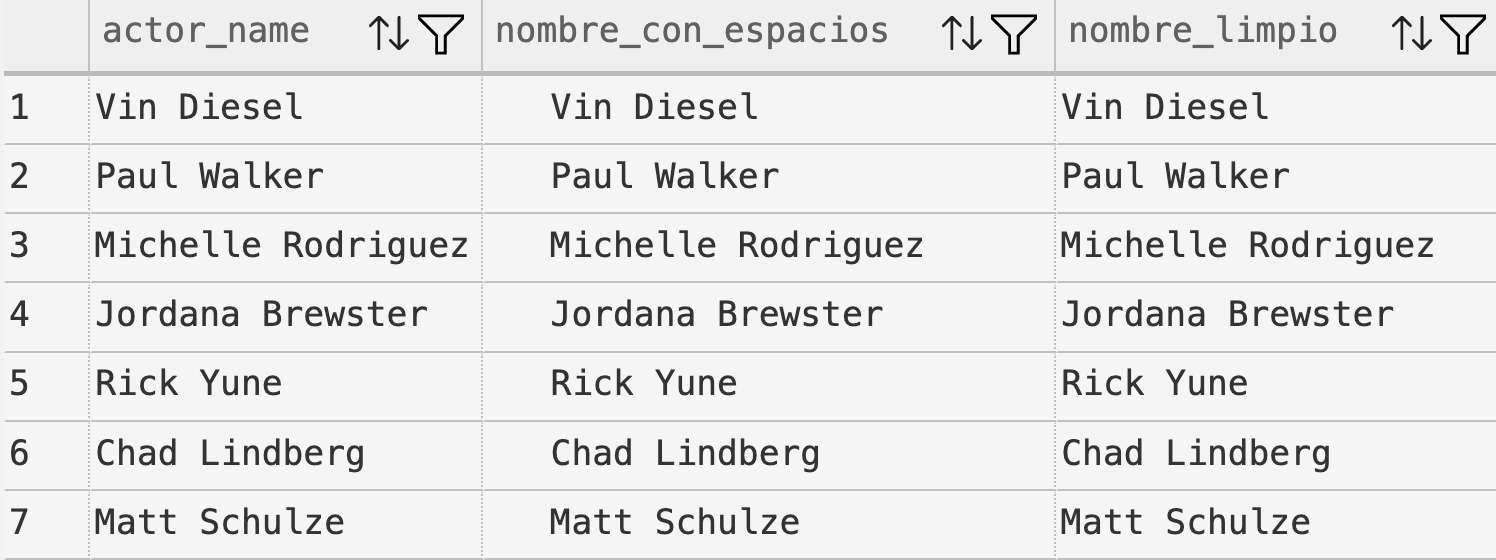 actor_name nombre_con_espacios nombre_limpio
1 Vin Diesel    Vin Diesel Vin Diesel
2 Paul Walker    Paul Walker Paul Walker
3 Michelle Rodriguez    Michelle Rodriguez Michelle Rodriguez
4 Jordana Brewster    Jordana Brewster Jordana Brewster
5 Rick Yune    Rick Yune Rick Yune
6 Chad Lindberg    Chad Lindberg Chad Lindberg
7 Matt Schulze    Matt Schulze Matt Schulze